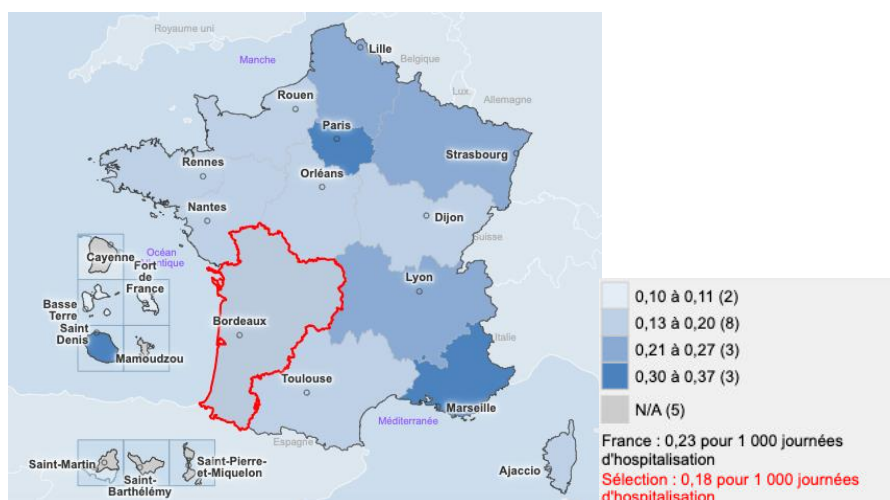 Royaume uni
Lille
Belgique
Manche
Lux.
Allemagne
Rouen
Paris
Strasbourg
Rennes
Orléans
Nantes
Dijon
Suisse
Océan
Atlantique
Cayenne
Fort
de
France
Lyon
Basse
Terre
Saint
Denis
Bordeaux
Mamoudzou
Italie
Toulouse
Marseille
Méditerranée
Espagne
Saint-Martin
Saint-
Barthélémy
Saint-Pierre-
et-Miquelon
Ajaccio
0,10 à 0,11 (2)
0,13 à 0,20 (8)
0,21 à 0,27 (3)
0,30 à 0,37 (3)
N/A (5)
France : 0,23 pour 1 000 journées
d'hospitalisation
Sélection : 0,18 pour 1 000 journées
d'hospitalisation